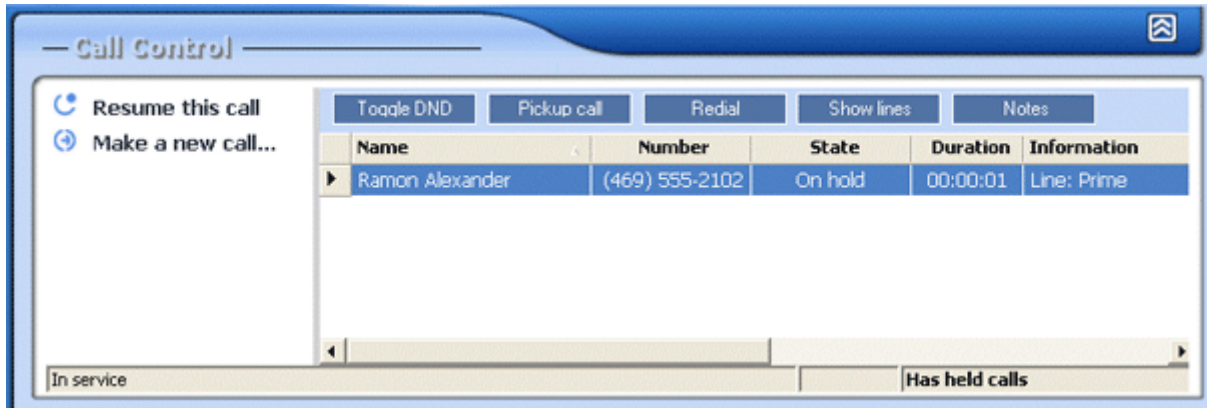 Call Control
Resume this call
Make a new call...
Toggle DND Pickup call Redial Show lines Notes
Name Number State Duration Information
Ramon Alexander (469) 555-2102 On hold 00:00:01 Line: Prime
In service Has held calls